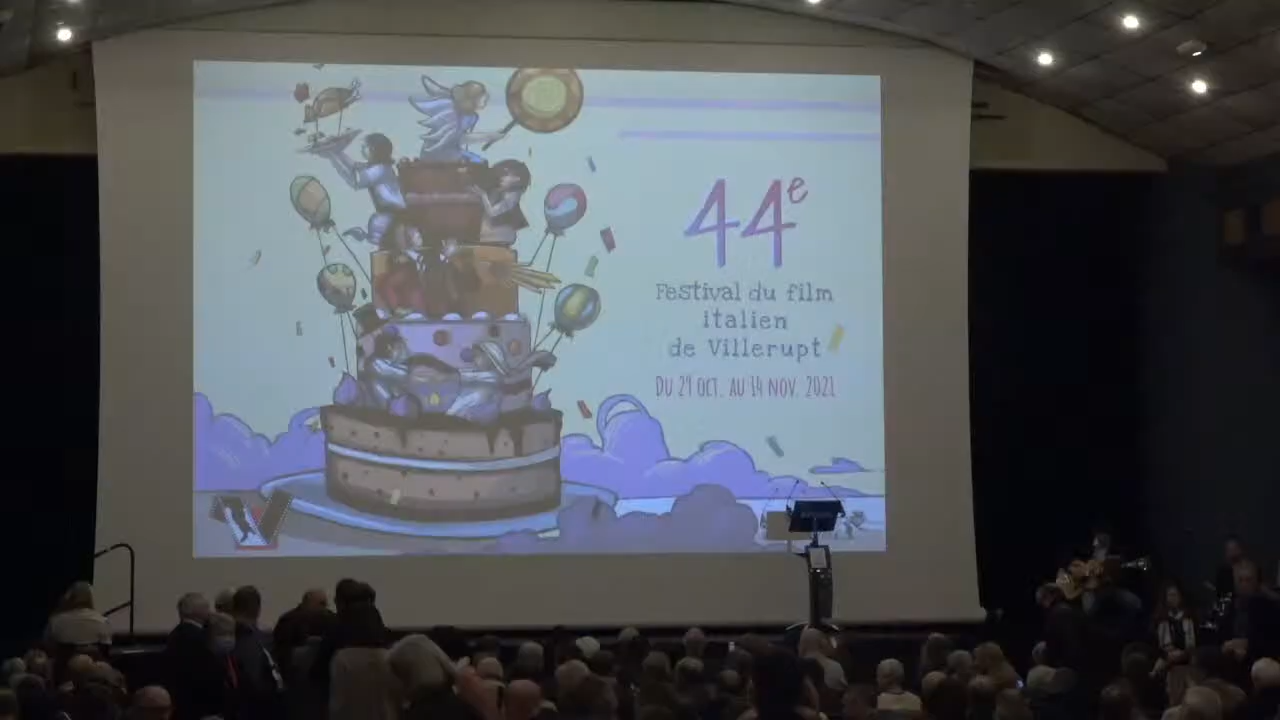 44e
Festival du film
italien
de Villerupt
DU 29 OCT. AU 14 NOV. 2021
V